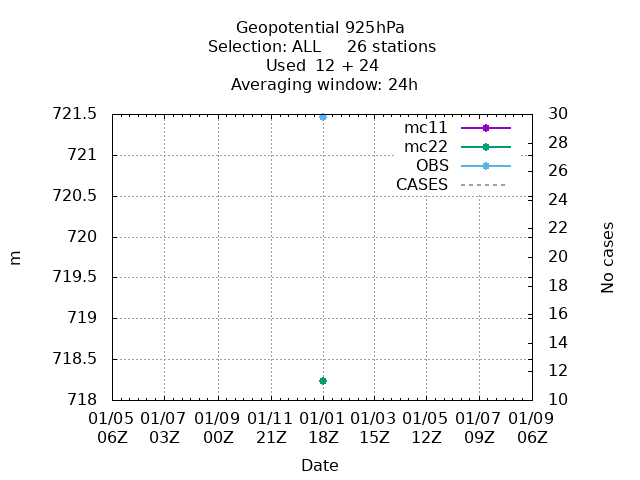 Geopotential 925hPa
Selection: ALL     26 stations
Used  12 + 24
Averaging window: 24h
721.5
721
720.5
720
719.5
719
718.5
718
m
mc11
mc22
OBS
CASES
30
28
26
24
22
20
18
16
14
12
10
No cases
01/05 01/07 01/09 01/11 01/01 01/03 01/05 01/07 01/09
06Z 03Z 00Z 21Z 18Z 15Z 12Z 09Z 06Z
Date